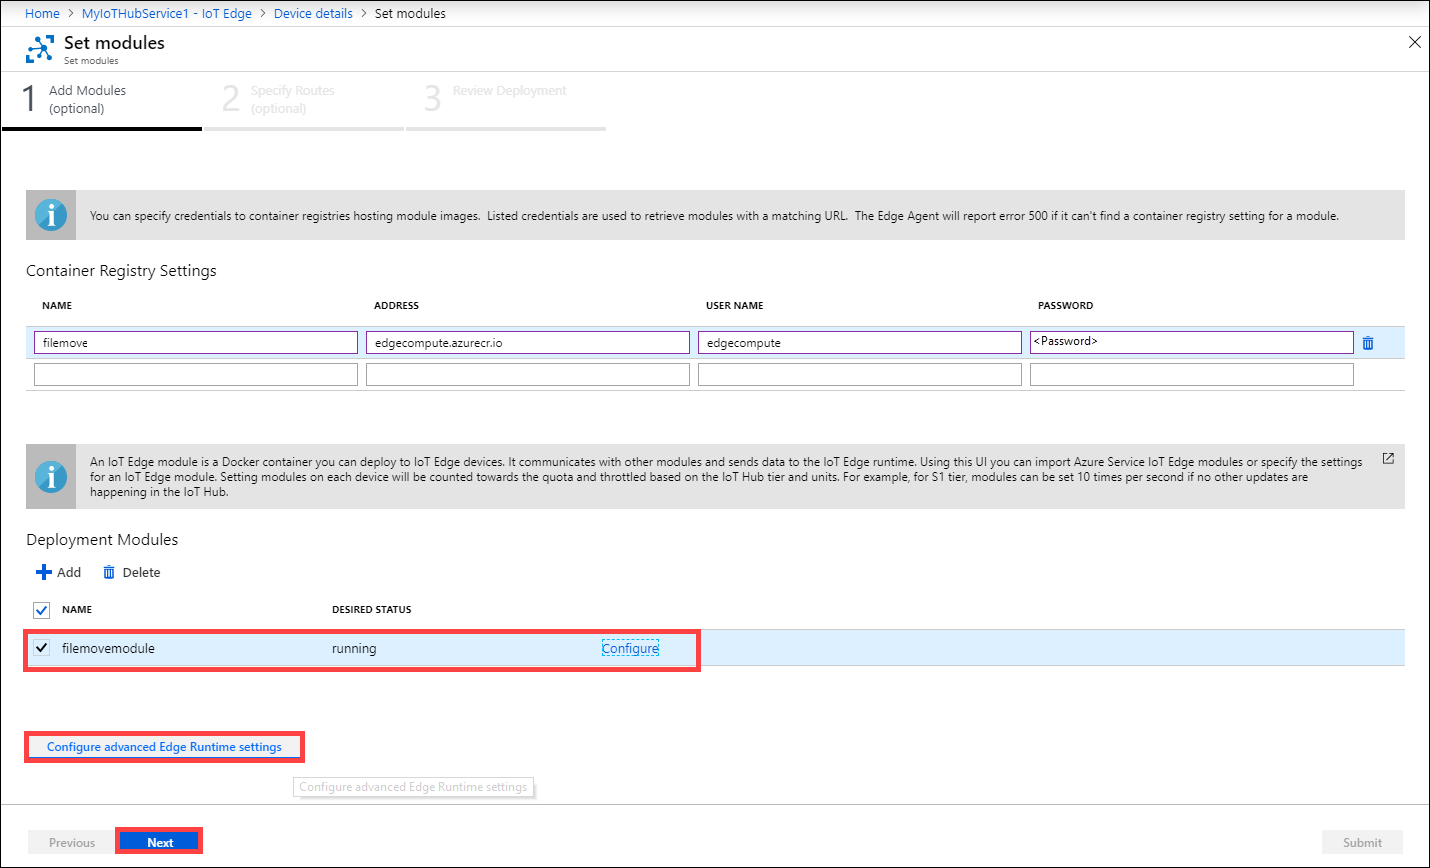 Home > MyIoTHubService1 - IoT Edge > Device details > Set modules
Set modules
Set modules
1 Add Modules
(optional)
2 Specify Routes
(optional)
3 Review Deployment
You can specify credentials to container registries hosting module images. Listed credentials are used to retrieve modules with a matching URL. The Edge Agent will report error 500 if it can't find a container registry setting for a module.
Container Registry Settings
NAME ADDRESS USER NAME PASSWORD
filemove edgecompute.azurecr.io edgecompute <Password>
An IoT Edge module is a Docker container you can deploy to IoT Edge devices. It communicates with other modules and sends data to the IoT Edge runtime. Using this UI you can import Azure Service IoT Edge modules or specify the settings
for an IoT Edge module. Setting modules on each device will be counted towards the quota and throttled based on the IoT Hub tier and units. For example, for S1 tier, modules can be set 10 times per second if no other updates are
happening in the IoT Hub.
Deployment Modules
Add Delete
NAME DESIRED STATUS
filemovemodule running Configure
Configure advanced Edge Runtime settings
Configure advanced Edge Runtime settings
Previous Next Submit